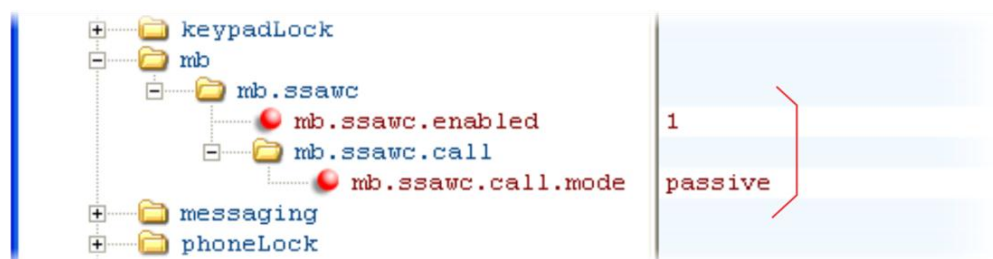 keypadLock
mb
mb.ssawc
mb.ssawc.enabled 1
mb.ssawc.call
mb.ssawc.call.mode passive
messaging
phoneLock